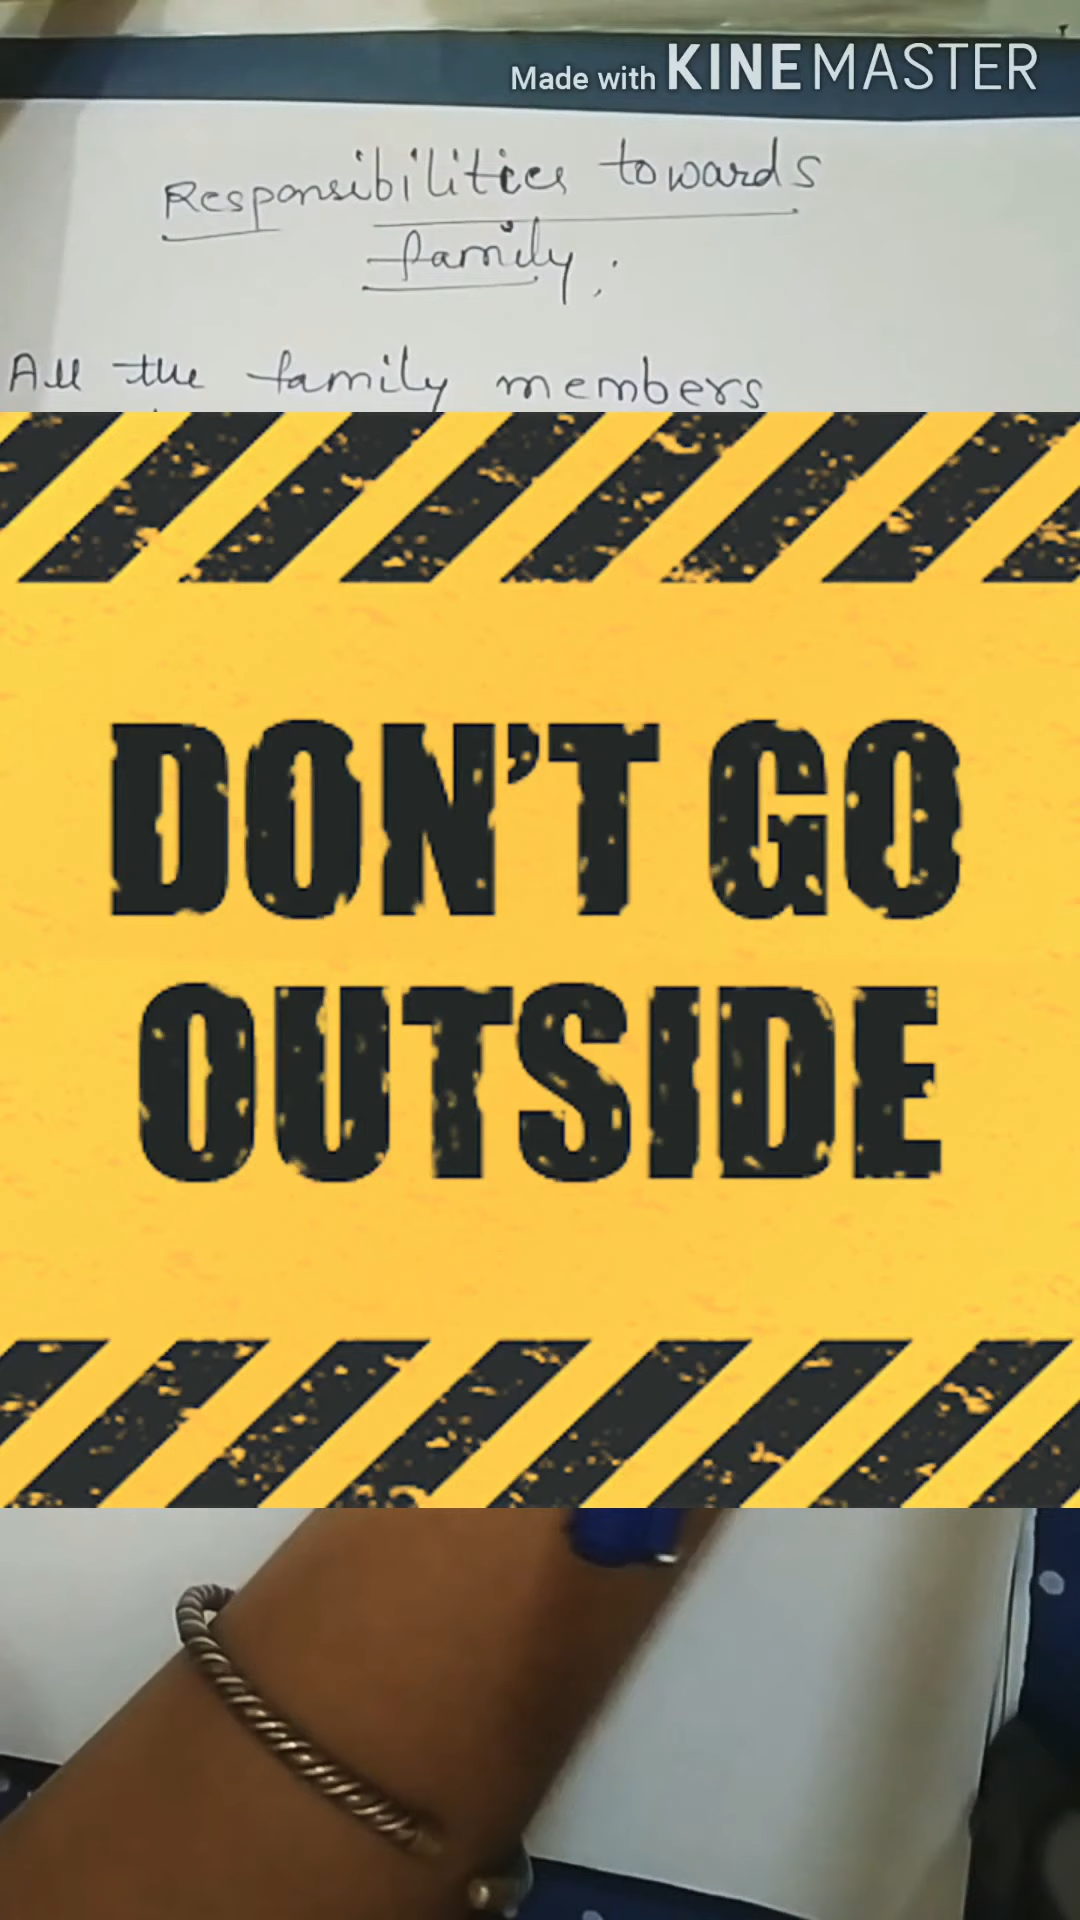 Made with KINEMASTER
Responsibilities towards
family:
All the family members
DON'T GO
OUTSIDE